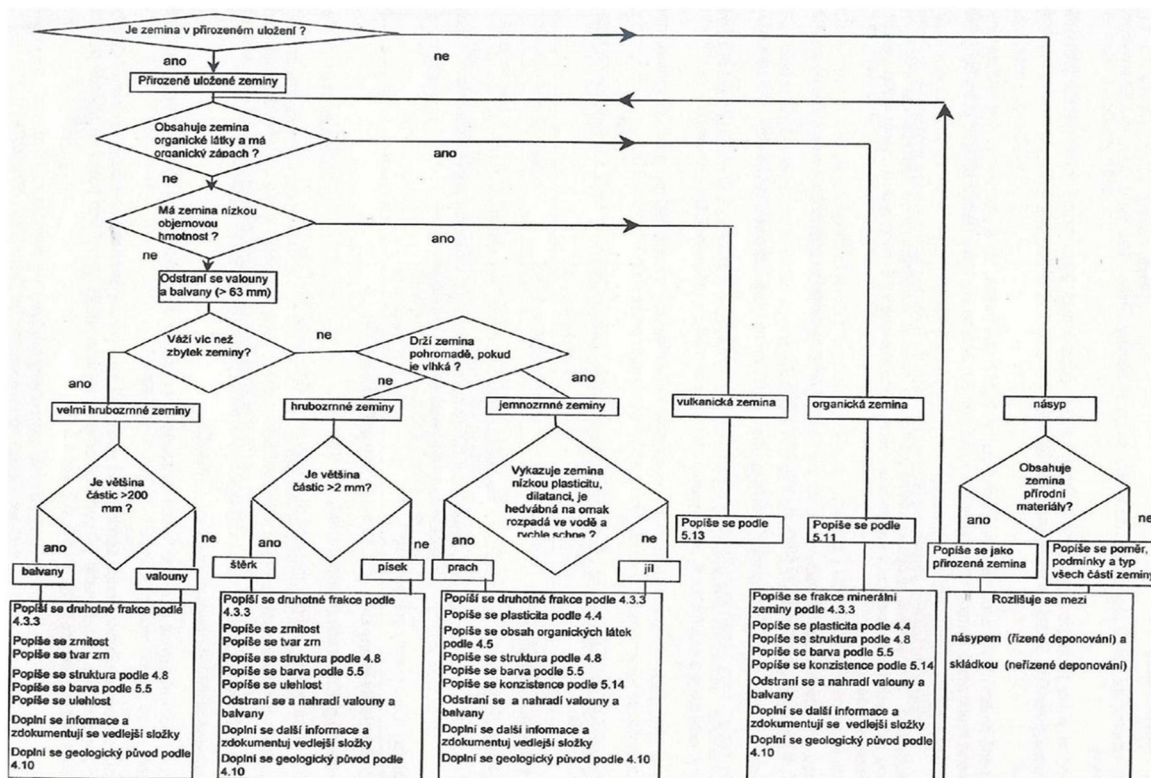 Je zemina v přirozeném uložení ?
ano
ne
Přirozeně uložené zeminy
Obsahuje zemina
organické látky a má
organický zápach ?
ano
ne
Má zemina nízkou
objemovou
hmotnost ?
ano
ne
Odstraní se valouny
a balvany (> 63 mm)
Váží víc než
zbytek zeminy?
ne
ano
Drží zemina
pohromadě, pokud
je vlhká ?
ne
ano
velmi hrubozrnné zeminy
hrubozrnné zeminy
jemnozrnné zeminy
vulkanická zemina
organická zemina
násyp
Je většina
částic >200
mm ?
ano
ne
balvany
valouny
Je většina
částic >2 mm?
ano
ne
štěrk
písek
Vykazuje zemina
nízkou plasticitu,
dilatanci, je
hedvábná na omak
rozpadá ve vodě a
rychle schne ?
ano
ne
prach
jíl
Popíše se podle
5.13
Popíše se podle
5.11
Obsahuje
zemina
přírodní
materiály?
ano
ne
Popíše se jako
přirozená zemina
Popíše se poměr,
podmínky a typ
všech částí zeminy
Popíší se druhotné frakce podle
4.3.3
Popíše se zrnitost
Popíše se tvar zrn
Popíše se struktura podle 4.8
Popíše se barva podle 5.5
Popíše se ulehlost
Doplní se informace a
zdokumentují se vedlejší složky
Doplní se geologický původ podle
4.10
Popíší se druhotné frakce podle
4.3.3
Popíše se zrnitost
Popíše se tvar zrn
Popíše se struktura podle 4.8
Popíše se barva podle 5.5
Popíše se ulehlost
Odstraní se a nahradí valouny a
balvany
Doplní se další informace a
zdokumentuj vedlejší složky
Doplní se geologický původ podle
4.10
Popíší se druhotné frakce podle 4.3.3
Popíše se plasticita podle 4.4
Popíše se obsah organických látek
podle 4.5
Popíše se struktura podle 4.8
Popíše se barva podle 5.5
Popíše se konzistence podle 5.14
Odstraní se a nahradí valouny a
balvany
Doplní se další informace a
zdokumentuj vedlejší složky
Doplní se geologický původ podle 4.10
Popíše se frakce minerální
zeminy podle 4.3.3
Popíše se plasticita podle 4.4
Popíše se struktura podle 4.8
Popíše se barva podle 5.5
Popíše se konzistence podle 5.14
Odstraní se a nahradí valouny a
balvany
Doplní se další informace a
zdokumentují se vedlejší složky
Doplní se geologický původ podle
4.10
Rozlišuje se mezi
násypem (řízené deponování) a
skládkou (neřízené deponování)